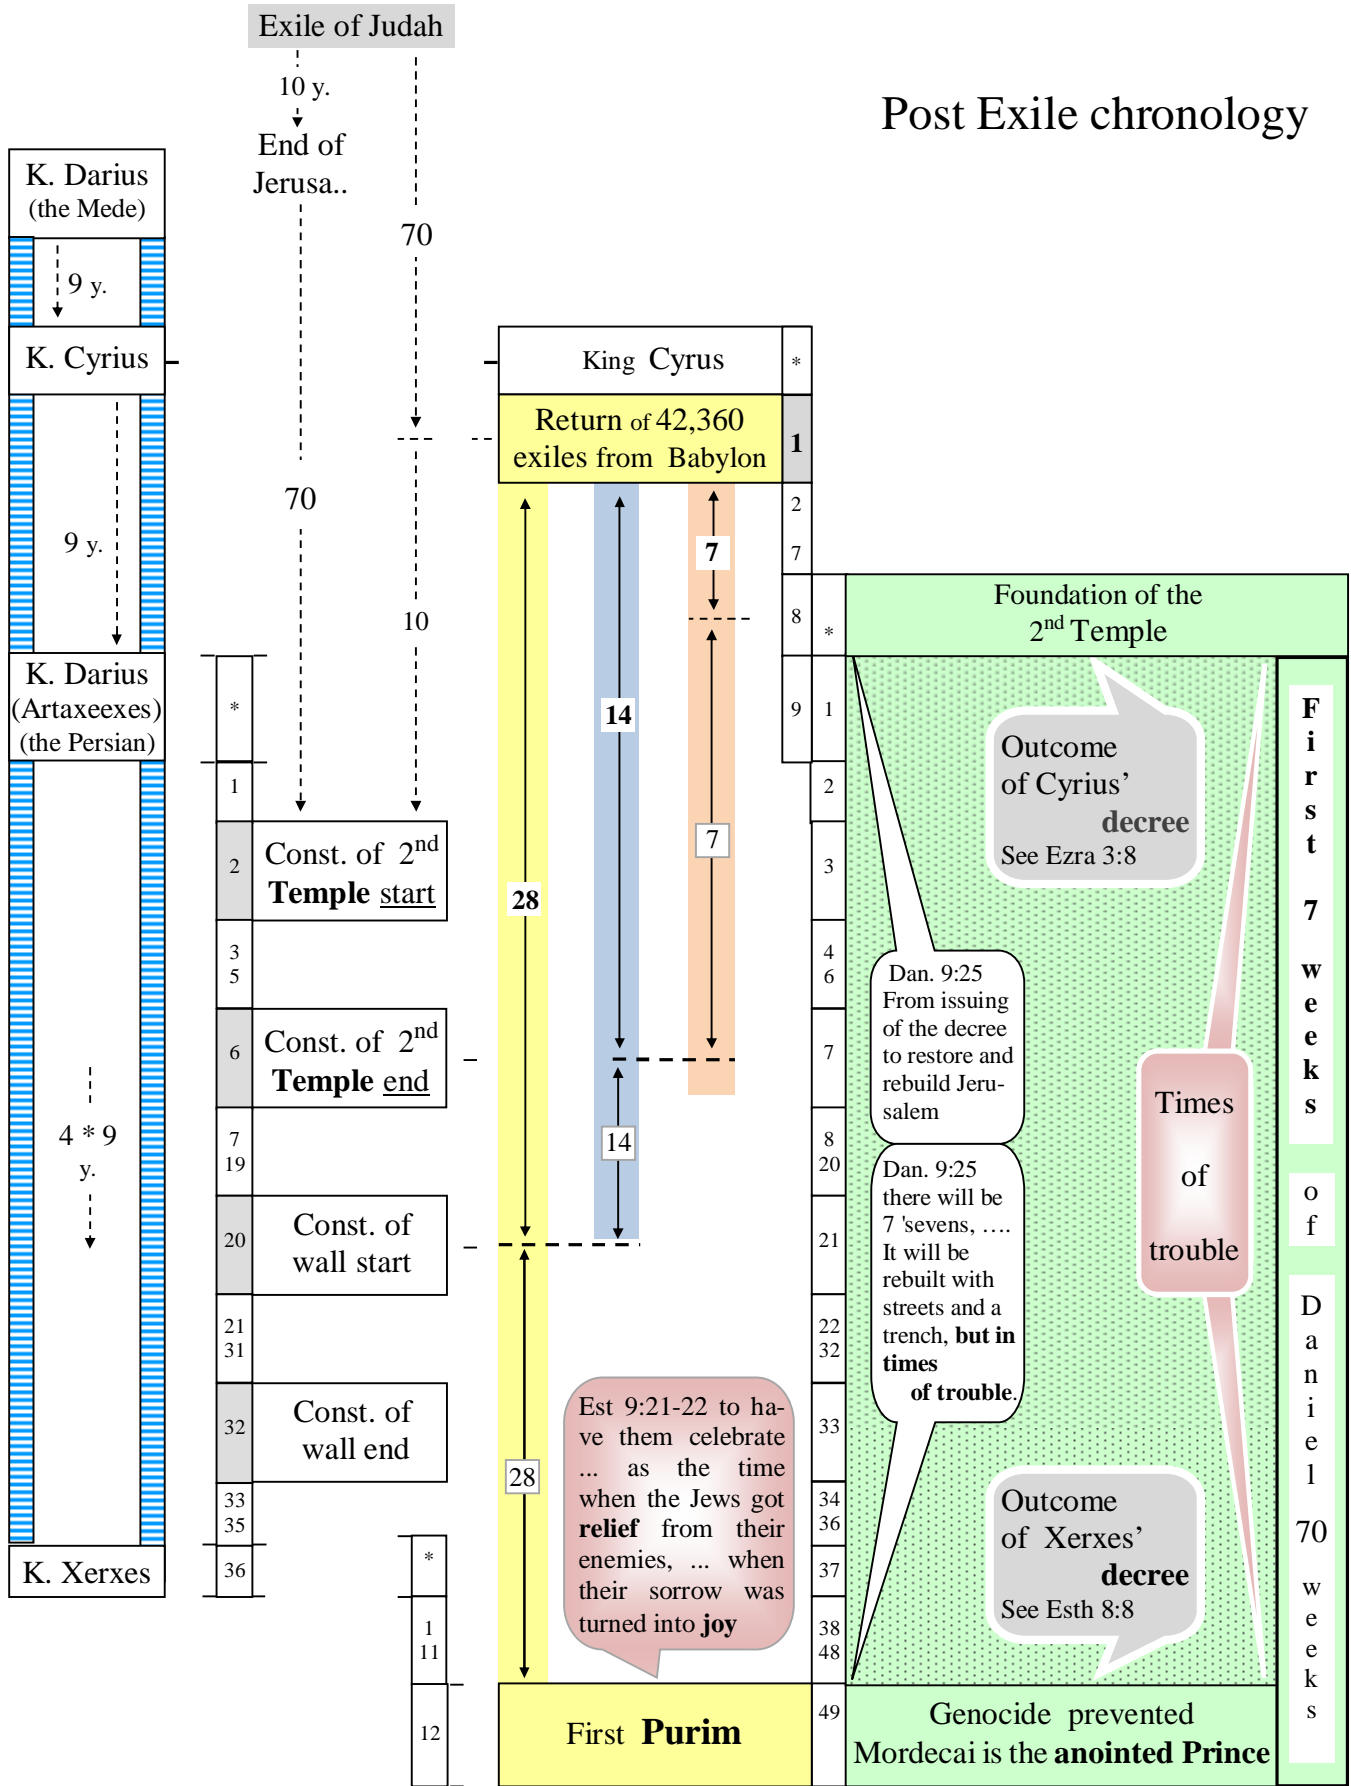 Exile of Judah
10 y.
Post Exile chronology
End of
Jerusa..
K. Darius
(the Mede)
70
9 y.
K. Cyrius
King Cyrus
*
Return of 42,360
exiles from Babylon
1
70
2
7
7
9 y.
8
*
Foundation of the
2nd Temple
10
K. Darius
(Artaxeexes)
(the Persian)
*
14
9
1
Outcome
of Cyrius’
decree
See Ezra 3:8
First 7 weeks
of
Daniel
70
weeks
1
2
2
Const. of 2nd
Temple start
7
3
28
3
5
4
6
Dan. 9:25
From issuing
of the decree
to restore and
rebuild Jeru-
salem
6
Const. of 2nd
Temple end
7
Times
of
trouble
4 * 9
y.
7
19
14
8
20
Dan. 9:25
there will be
7 'sevens, ....
It will be
rebuilt with
streets and a
trench, but in
times
of trouble.
20
Const. of
wall start
21
21
31
22
32
32
Const. of
wall end
33
28
Est 9:21-22 to ha-
ve them celebrate
... as the time
when the Jews got
relief from their
enemies, ... when
their sorrow was
turned into joy
33
35
34
36
Outcome
of Xerxes’
decree
See Esth 8:8
K. Xerxes
36
*
37
1
11
38
48
12
First Purim
49
Genocide prevented
Mordecai is the anointed Prince